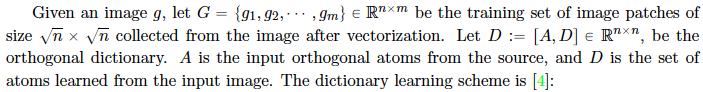 Given an image g, let G = {g₁, g₂, · · · , gₘ} ∈ ℝⁿˣᵐ be the training set of image patches of
size √n × √n collected from the image after vectorization. Let D := [A, D] ∈ ℝⁿˣⁿ, be the
orthogonal dictionary. A is the input orthogonal atoms from the source, and D is the set of
atoms learned from the input image. The dictionary learning scheme is [4]: